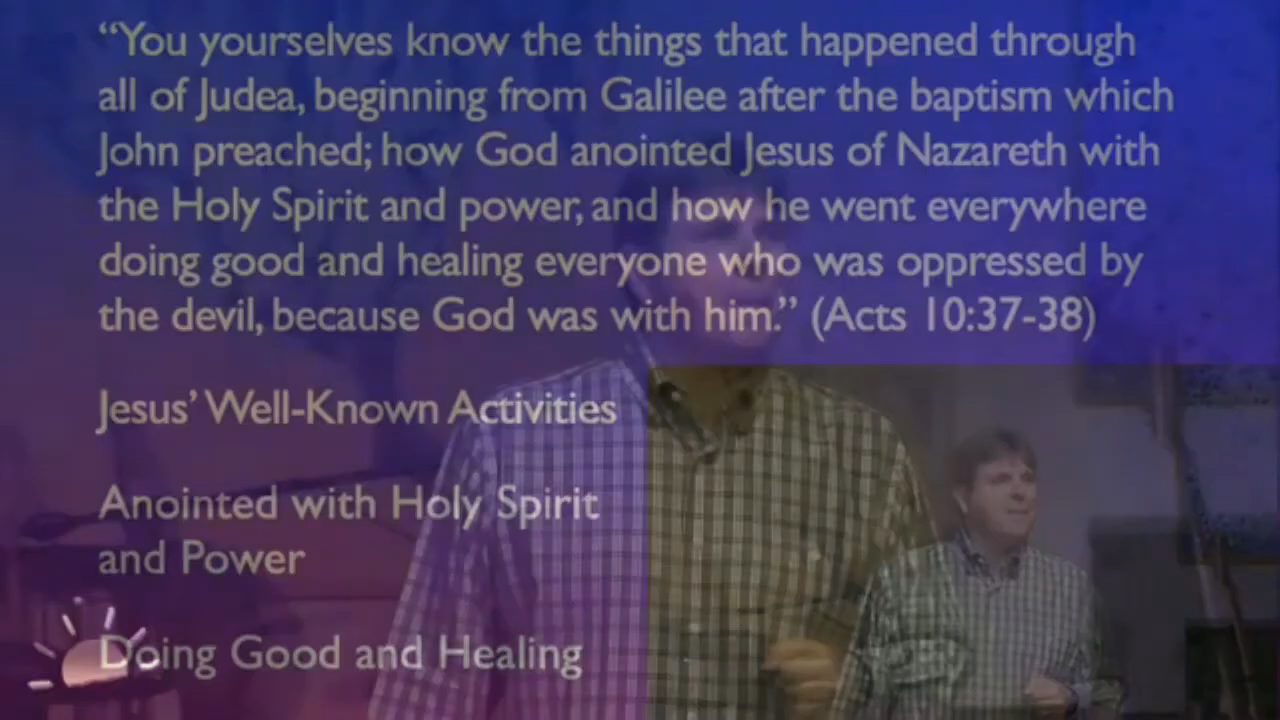 “You yourselves know the things that happened through
all of Judea, beginning from Galilee after the baptism which
John preached; how God anointed Jesus of Nazareth with
the Holy Spirit and power, and how he went everywhere
doing good and healing everyone who was oppressed by
the devil, because God was with him.” (Acts 10:37-38)
Jesus’ Well-Known Activities
Anointed with Holy Spirit
and Power
Doing Good and Healing